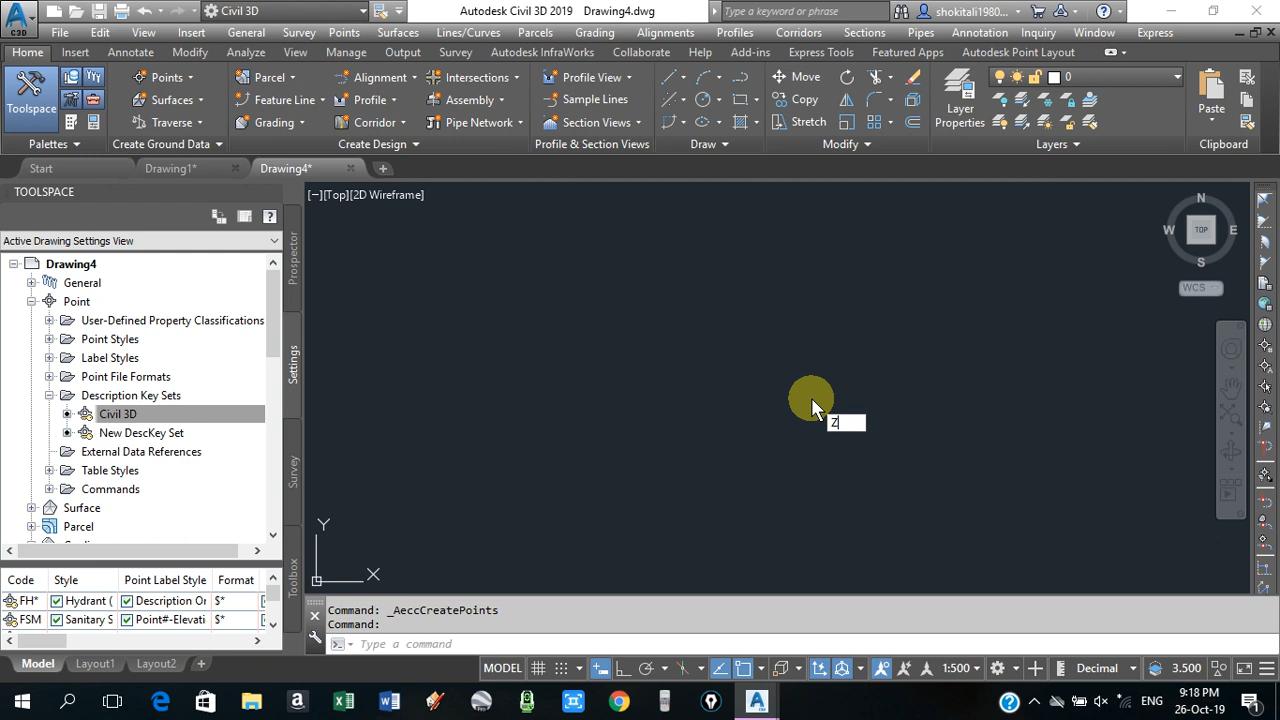 C3D
Civil 3D
Autodesk Civil 3D 2019 Drawing4.dwg
Type a keyword or phrase
shokitali1980...
File Edit View Insert General Survey Points Surfaces Lines/Curves Parcels Grading Alignments Profiles Corridors Sections Pipes Annotation Inquiry Window Express
Home Insert Annotate Modify Analyze View Manage Output Survey Autodesk InfraWorks Collaborate Help Add-ins Express Tools Featured Apps Autodesk Point Layout
Points Parcel Alignment Intersections Profile View Move 0
Surfaces Feature Line Profile Assembly Sample Lines Copy
Toolspace Traverse Grading Corridor Pipe Network Section Views Stretch Layer Properties Paste
Palettes Create Ground Data Create Design Profile & Section Views Draw Modify Layers Clipboard
Start Drawing1* Drawing4*
TOOLSPACE
[−][Top][2D Wireframe]
N
W TOP E
S
WCS
Active Drawing Settings View
Drawing4
General
Point
User-Defined Property Classifications
Point Styles
Label Styles
Point File Formats
Description Key Sets
Civil 3D
New DescKey Set
External Data References
Table Styles
Commands
Surface
Parcel
Prospector
Settings
Survey
Toolbox
Z
Y
X
Code Style Point Label Style Format
FH* Hydrant ( Description Or $*
FSM Sanitary S Point#-Elevati $*
Command: _AeccCreatePoints
Command:
Type a command
Model Layout1 Layout2
MODEL 1:500 Decimal 3.500
ENG
9:18 PM
26-Oct-19